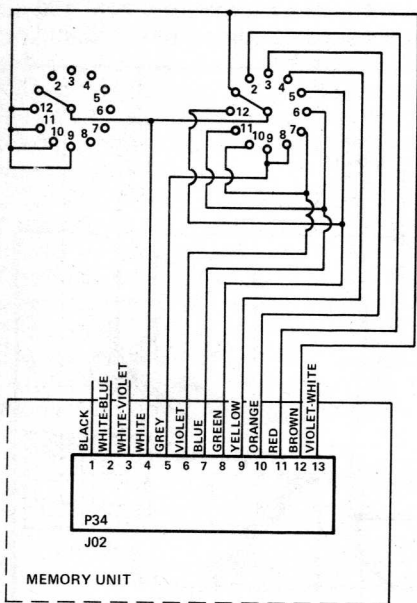 2 3 4 5 6 7 8 9 10 11 12
2 3 4 5 6 7 8 9 10 11 12
BLACK
WHITE-BLUE
WHITE-VIOLET
WHITE
GREY
VIOLET
BLUE
GREEN
YELLOW
ORANGE
RED
BROWN
VIOLET-WHITE
1 2 3 4 5 6 7 8 9 10 11 12 13
P34
J02
MEMORY UNIT